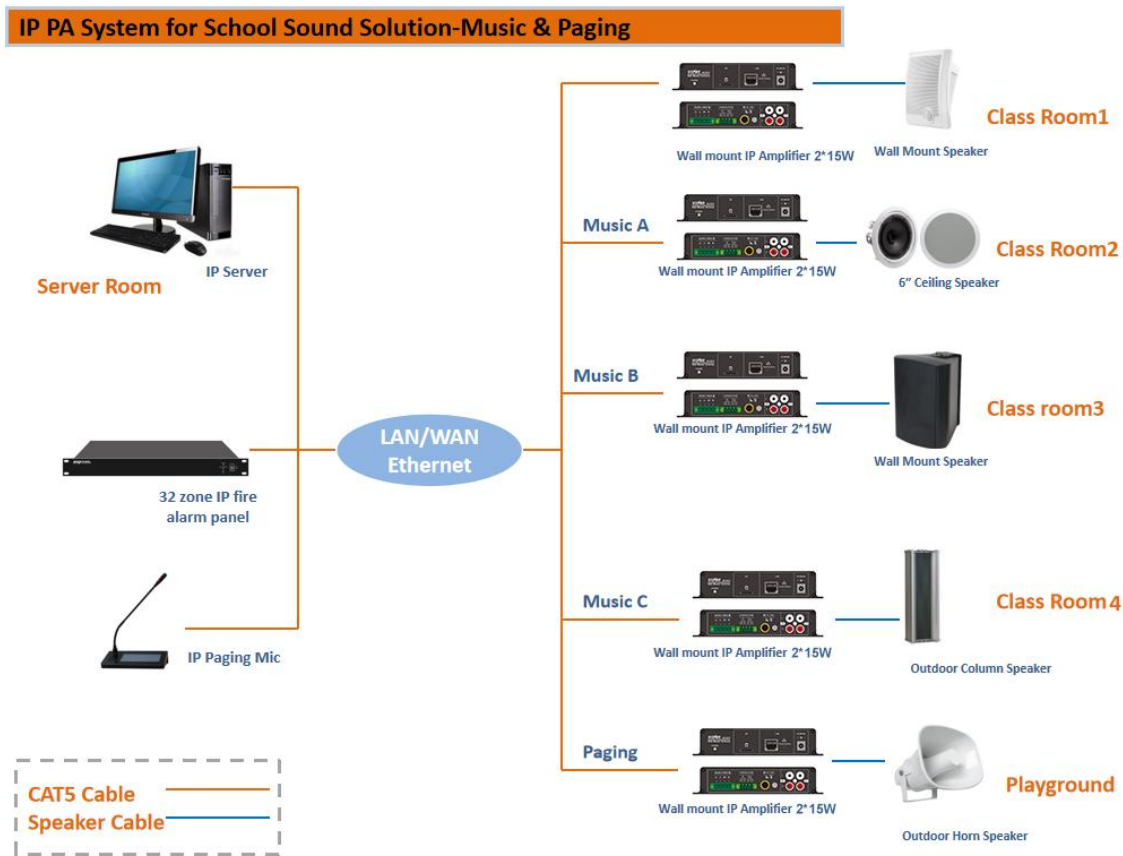 IP PA System for School Sound Solution-Music & Paging
IP Server
Server Room
32 zone IP fire
alarm panel
IP Paging Mic
CAT5 Cable
Speaker Cable
LAN/WAN
Ethernet
Wall mount IP Amplifier 2*15W
Wall Mount Speaker
Class Room1
Music A
Wall mount IP Amplifier 2*15W
6” Ceiling Speaker
Class Room2
Music B
Wall mount IP Amplifier 2*15W
Wall Mount Speaker
Class room3
Music C
Wall mount IP Amplifier 2*15W
Outdoor Column Speaker
Class Room 4
Paging
Wall mount IP Amplifier 2*15W
Outdoor Horn Speaker
Playground